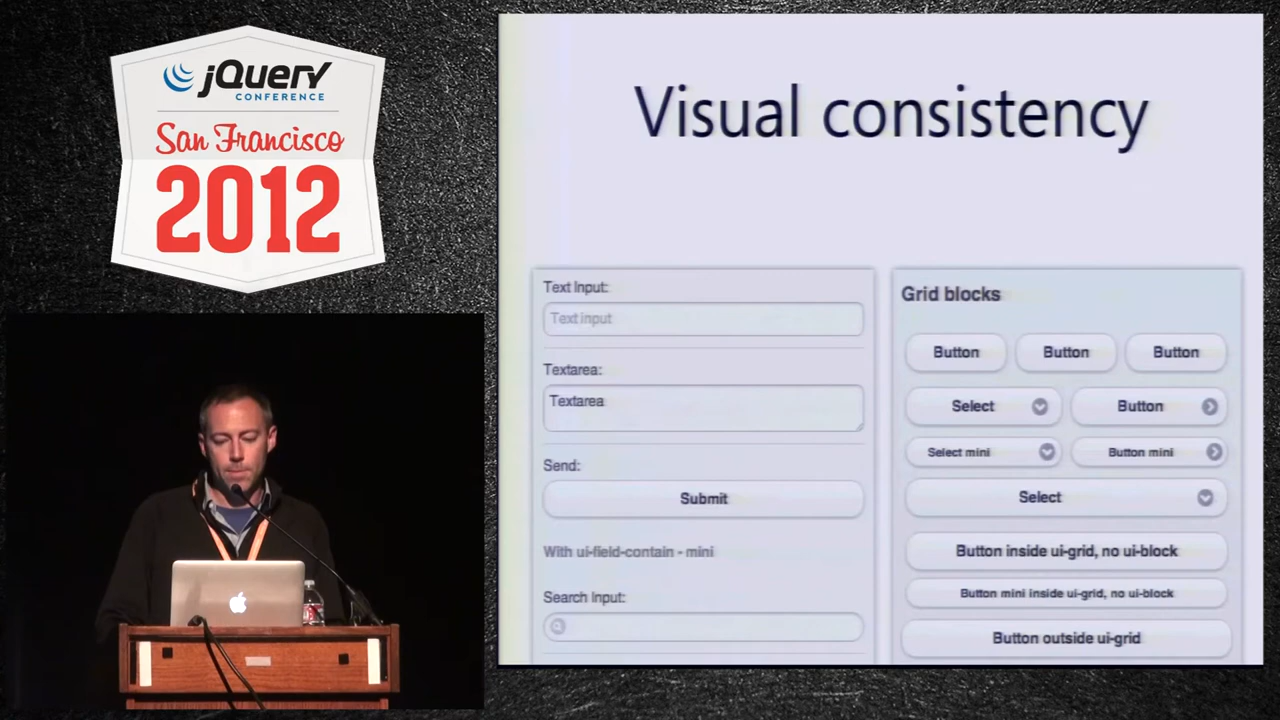 jQuery
CONFERENCE
San Francisco
2012
Visual consistency
Text Input:
Text input
Textarea:
Textarea
Send:
Submit
With ui-field-contain - mini
Search Input:
Grid blocks
Button Button Button
Select Button
Select mini Button mini
Select
Button inside ui-grid, no ui-block
Button mini inside ui-grid, no ui-block
Button outside ui-grid